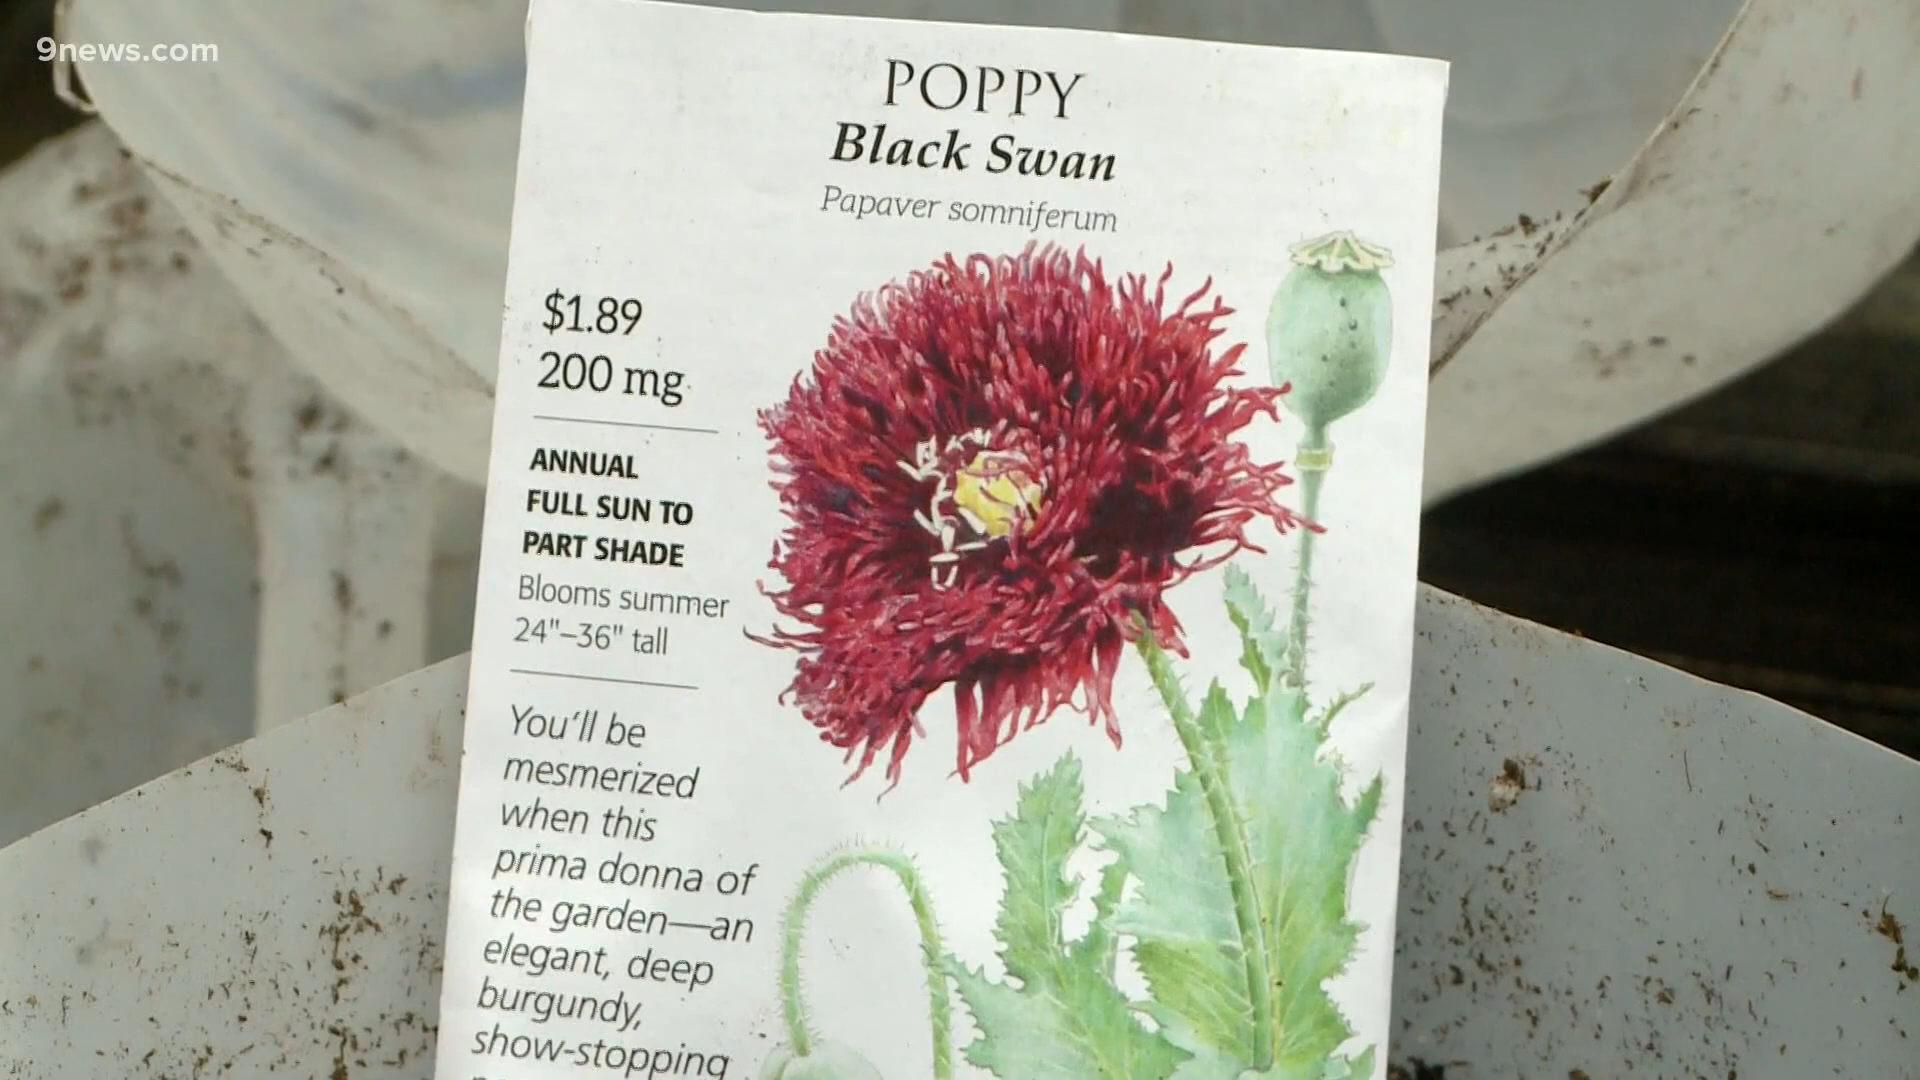 9news.com
POPPY
Black Swan
Papaver somniferum
$1.89
200 mg
ANNUAL
FULL SUN TO
PART SHADE
Blooms summer
24"–36" tall
You'll be
mesmerized
when this
prima donna of
the garden—an
elegant, deep
burgundy,
show-stopping